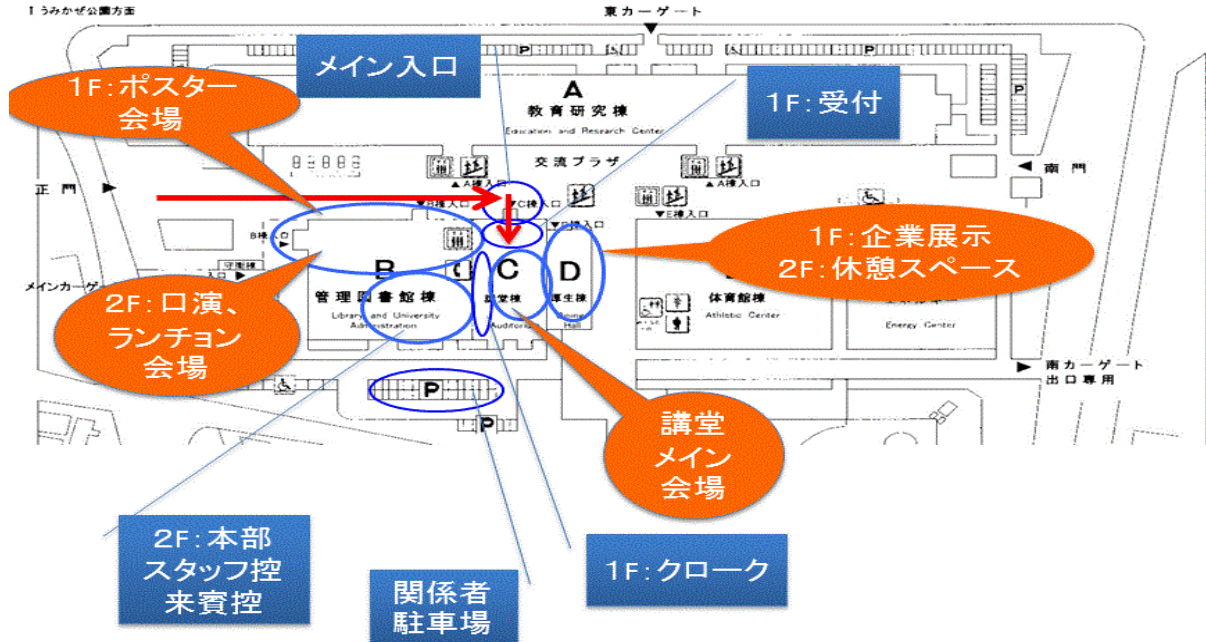 うみかぜ公園方面
東カーゲート
メイン入口
P
P
1F：ポスター
会場
A
教育研究棟
Education and Research Center
1F：受付
P
交流プラザ
正門
南門
▲A棟入口
▲A棟入口
▼B棟入口
▼C棟入口
▼E棟入口
B棟入口
守衛棟
メインカーゲート
B
管理図書館棟
Library and University
Administration
C
講堂棟
Auditorium
D
厚生棟
Hall
1F：企業展示
2F：休憩スペース
体育館棟
Athletic Center
Energy Center
2F：口演、
ランチョン
会場
南カーゲート
出口専用
P
P
講堂
メイン
会場
2F：本部
スタッフ控
来賓控
関係者
駐車場
1F：クローク